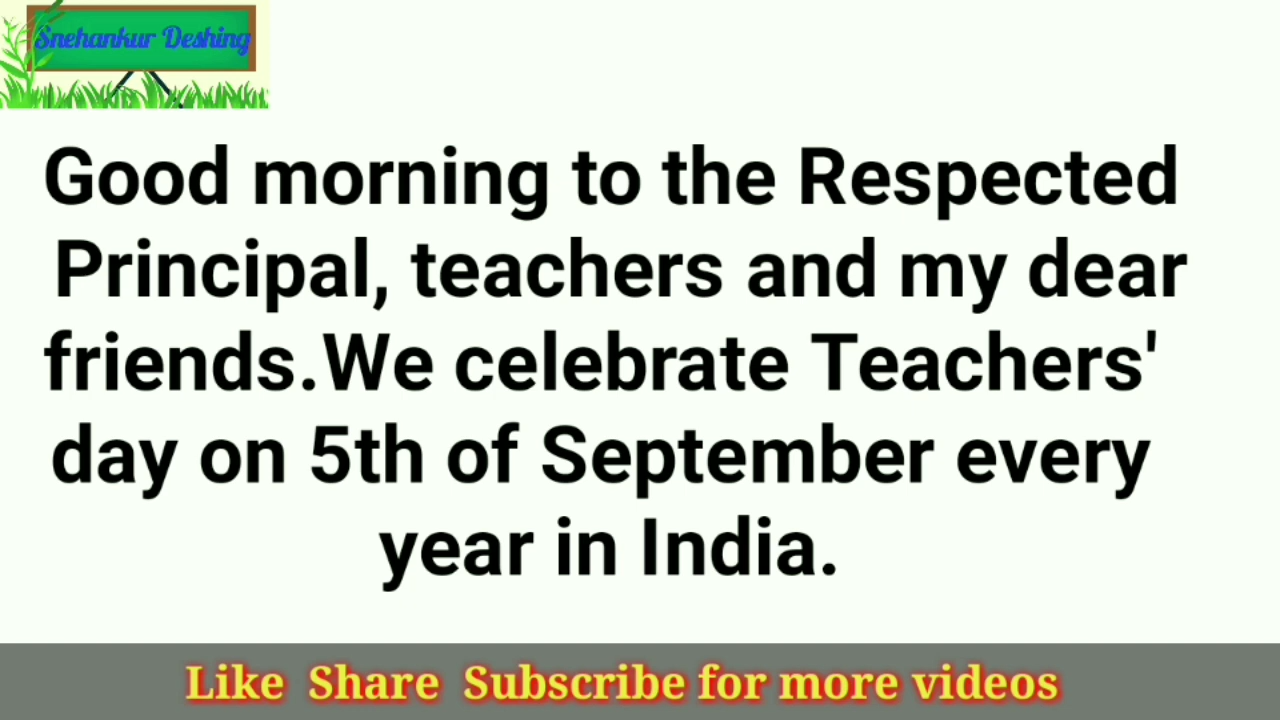 Snehankur Deshing
Good morning to the Respected
Principal, teachers and my dear
friends.We celebrate Teachers'
day on 5th of September every
year in India.
Like Share Subscribe for more videos